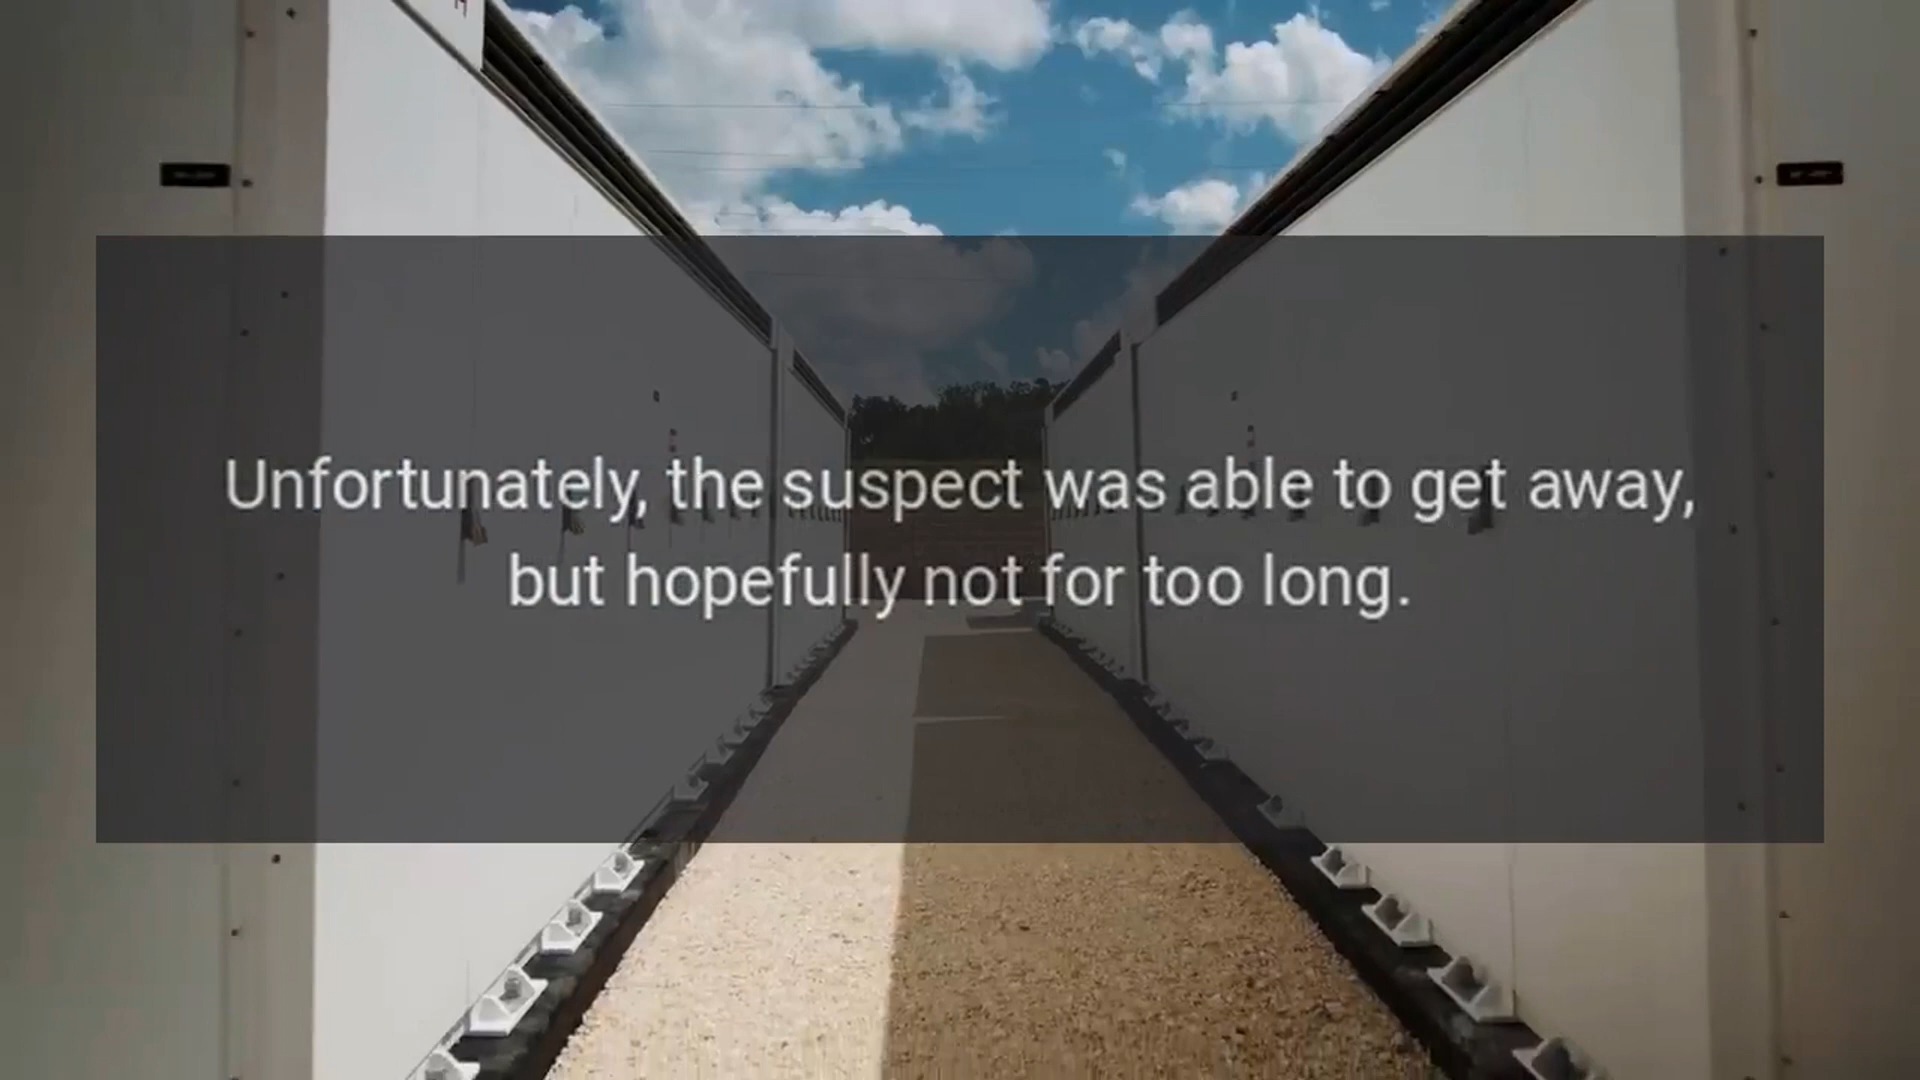 Unfortunately, the suspect was able to get away,
but hopefully not for too long.